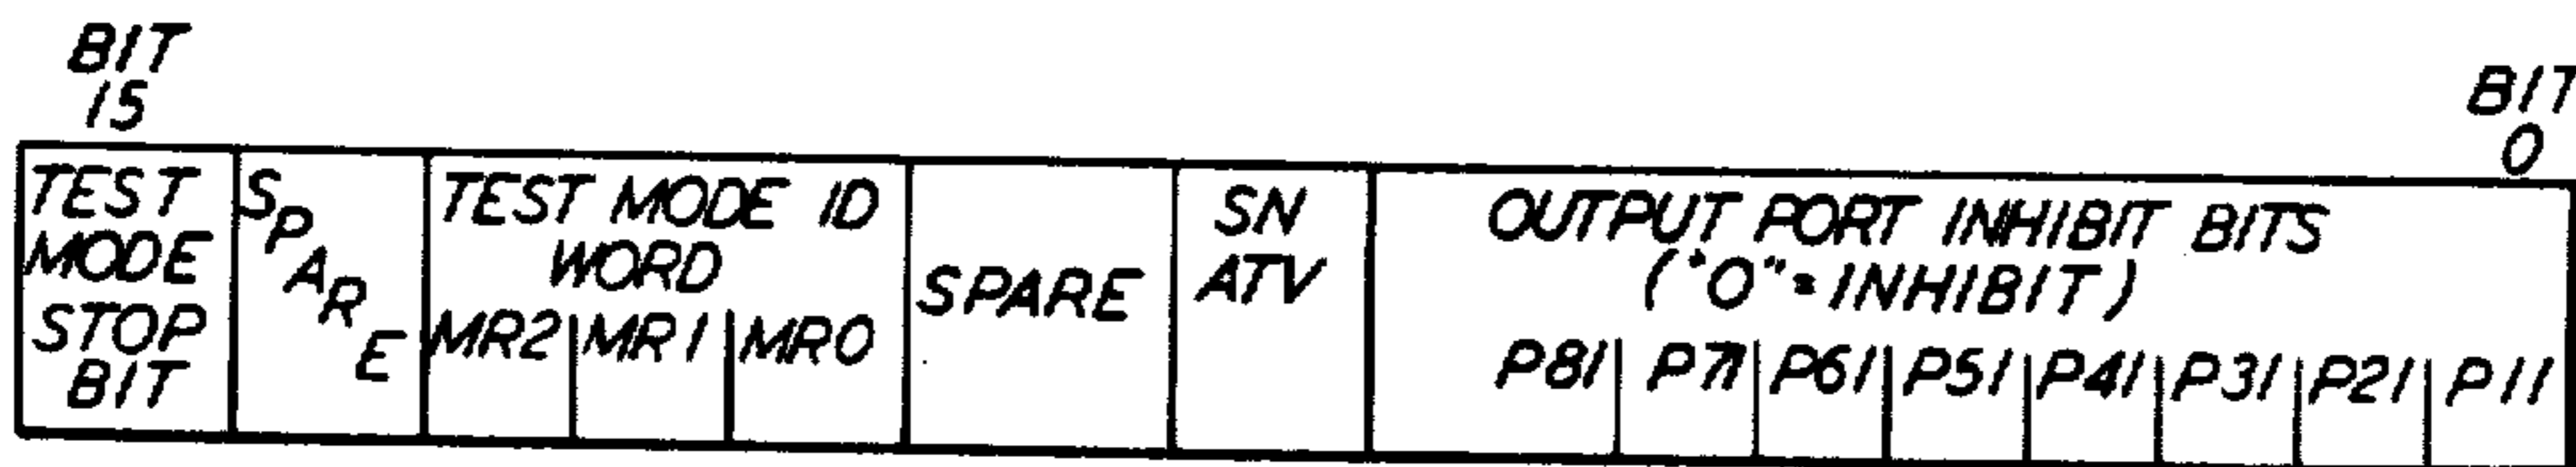 BIT
15
BIT
0
TEST
MODE
STOP
BIT
SPARE
TEST MODE ID
WORD
MR2 MR1 MR0
SPARE
SN
ATV
OUTPUT PORT INHIBIT BITS
("0"=INHIBIT)
P8I P7I P6I P5I P4I P3I P2I P1I